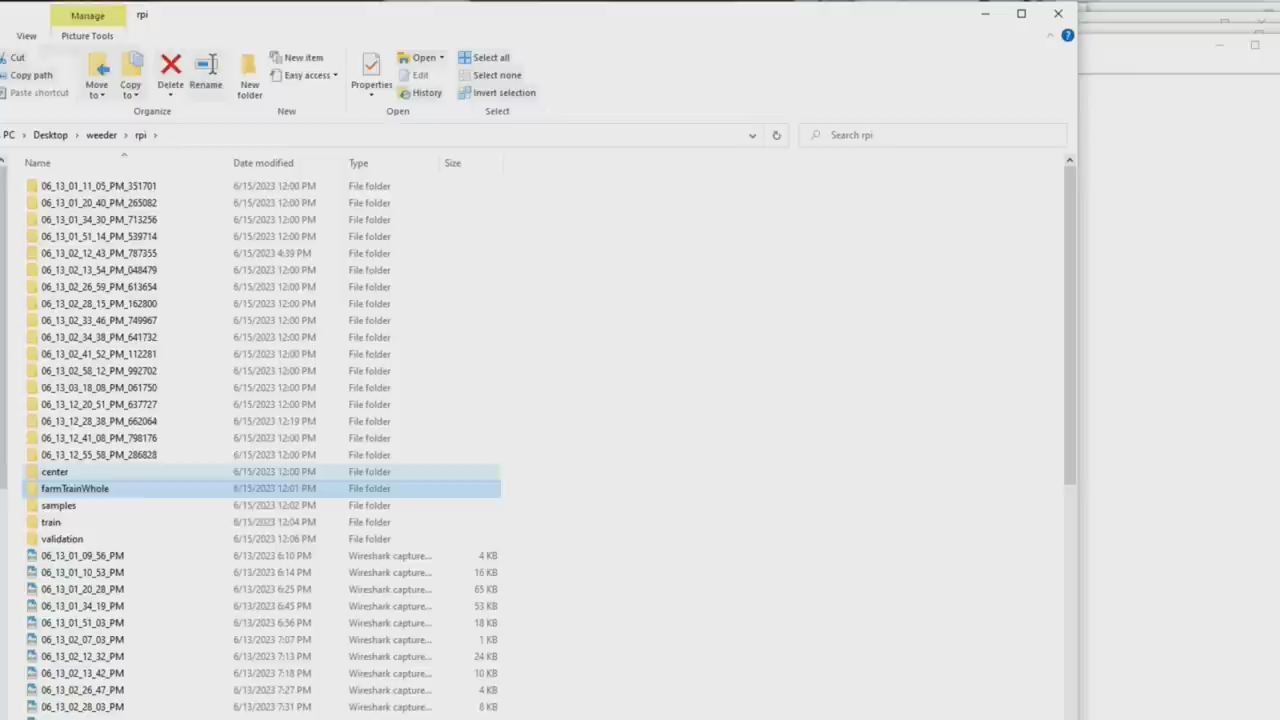 Manage rpi
View Picture Tools
Cut
Copy path
Paste shortcut
Move to
Copy to
Delete
Rename
Organize
New folder
New item
Easy access
New
Properties
Open
Edit
History
Open
Select all
Select none
Invert selection
Select
PC > Desktop > weeder > rpi >
Search rpi
Name Date modified Type Size
06_13_01_11_05_PM_351701 6/15/2023 12:00 PM File folder
06_13_01_20_40_PM_265082 6/15/2023 12:00 PM File folder
06_13_01_34_30_PM_713256 6/15/2023 12:00 PM File folder
06_13_01_51_14_PM_539714 6/15/2023 12:00 PM File folder
06_13_02_12_43_PM_787355 6/15/2023 4:39 PM File folder
06_13_02_13_54_PM_048479 6/15/2023 12:00 PM File folder
06_13_02_26_59_PM_613654 6/15/2023 12:00 PM File folder
06_13_02_28_15_PM_162800 6/15/2023 12:00 PM File folder
06_13_02_33_46_PM_749967 6/15/2023 12:00 PM File folder
06_13_02_34_38_PM_641732 6/15/2023 12:00 PM File folder
06_13_02_41_52_PM_112281 6/15/2023 12:00 PM File folder
06_13_02_58_12_PM_992702 6/15/2023 12:00 PM File folder
06_13_03_18_08_PM_061750 6/15/2023 12:00 PM File folder
06_13_12_20_51_PM_637727 6/15/2023 12:00 PM File folder
06_13_12_28_38_PM_662064 6/15/2023 12:19 PM File folder
06_13_12_41_08_PM_798176 6/15/2023 12:00 PM File folder
06_13_12_55_58_PM_286828 6/15/2023 12:00 PM File folder
center 6/15/2023 12:00 PM File folder
farmTrainWhole 6/15/2023 12:01 PM File folder
samples 6/15/2023 12:02 PM File folder
train 6/15/2023 12:04 PM File folder
validation 6/15/2023 12:06 PM File folder
06_13_01_09_56_PM 6/13/2023 6:10 PM Wireshark capture... 4 KB
06_13_01_10_53_PM 6/13/2023 6:14 PM Wireshark capture... 16 KB
06_13_01_20_28_PM 6/13/2023 6:25 PM Wireshark capture... 65 KB
06_13_01_34_19_PM 6/13/2023 6:45 PM Wireshark capture... 53 KB
06_13_01_51_03_PM 6/13/2023 6:56 PM Wireshark capture... 18 KB
06_13_02_07_03_PM 6/13/2023 7:07 PM Wireshark capture... 1 KB
06_13_02_12_32_PM 6/13/2023 7:13 PM Wireshark capture... 24 KB
06_13_02_13_42_PM 6/13/2023 7:18 PM Wireshark capture... 10 KB
06_13_02_26_47_PM 6/13/2023 7:27 PM Wireshark capture... 4 KB
06_13_02_28_03_PM 6/13/2023 7:31 PM Wireshark capture... 8 KB